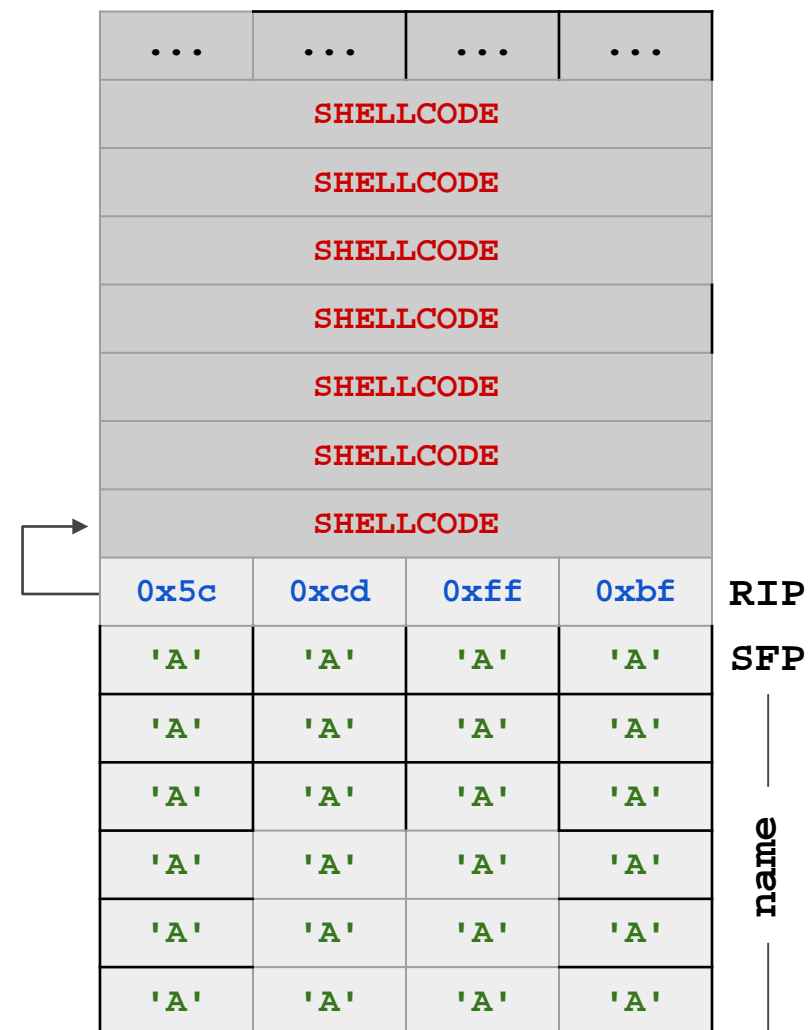 ... ... ... ...
SHELLCODE
SHELLCODE
SHELLCODE
SHELLCODE
SHELLCODE
SHELLCODE
SHELLCODE
0x5c 0xcd 0xff 0xbf RIP
'A' 'A' 'A' 'A' SFP
'A' 'A' 'A' 'A'
'A' 'A' 'A' 'A'
'A' 'A' 'A' 'A'
name
'A' 'A' 'A' 'A'
'A' 'A' 'A' 'A'